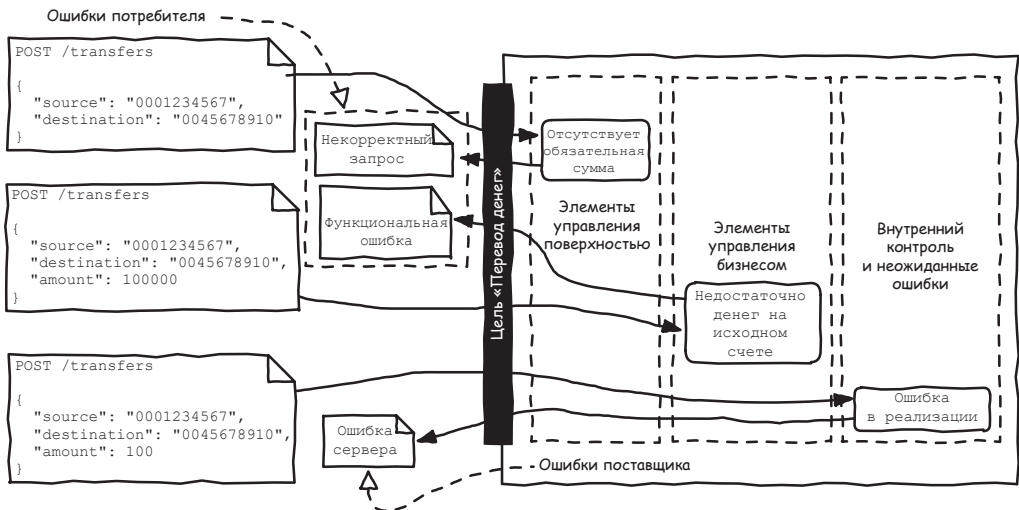 Ошибки потребителя
POST /transfers
{
"source": "0001234567",
"destination": "0045678910"
}
POST /transfers
{
"source": "0001234567",
"destination": "0045678910",
"amount": 100000
}
POST /transfers
{
"source": "0001234567",
"destination": "0045678910",
"amount": 100
}
Некорректный
запрос
Функциональная
ошибка
Ошибка
сервера
Цель «Перевод денег»
Отсутствует
обязательная
сумма
Элементы
управления
поверхностью
Элементы
управления
бизнесом
Недостаточно
денег на
исходном
счете
Внутренний
контроль
и неожиданные
ошибки
Ошибка
в реализации
Ошибки поставщика